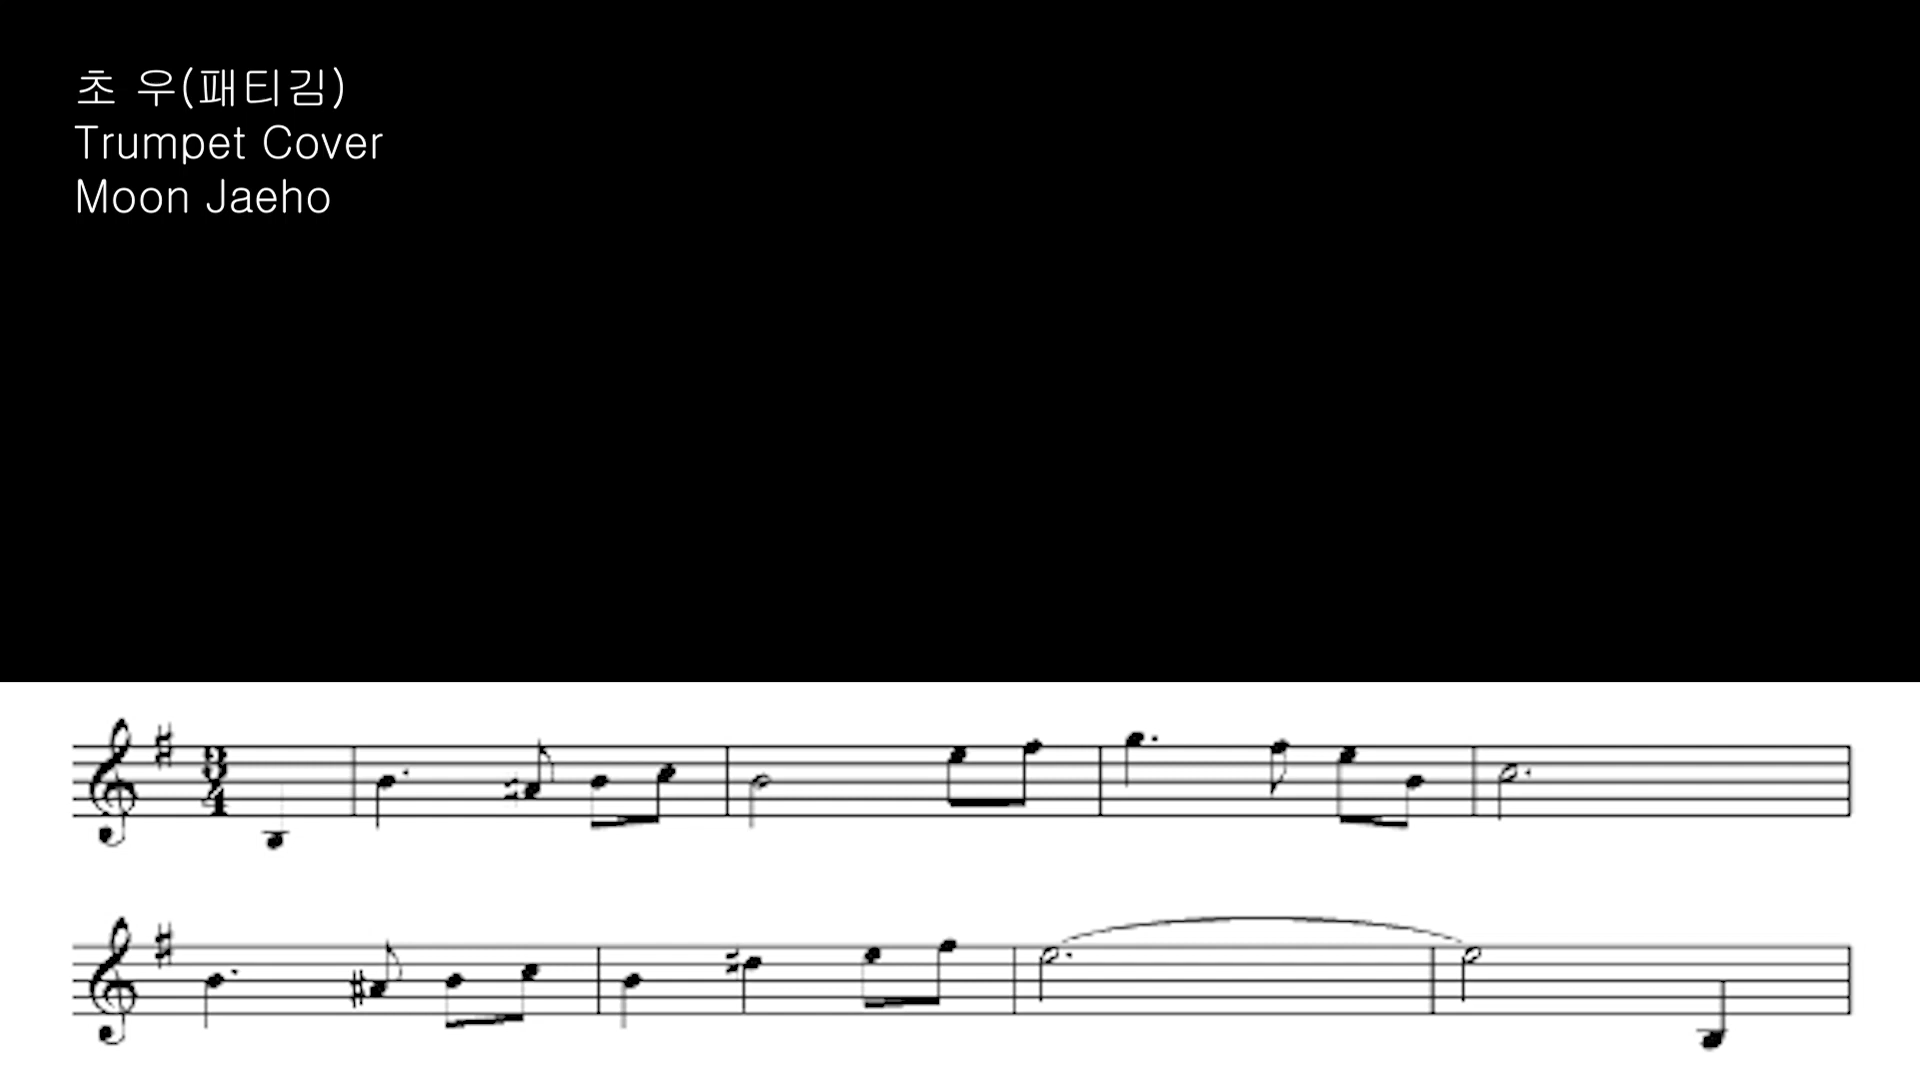 초 우(패티김)
Trumpet Cover
Moon Jaeho